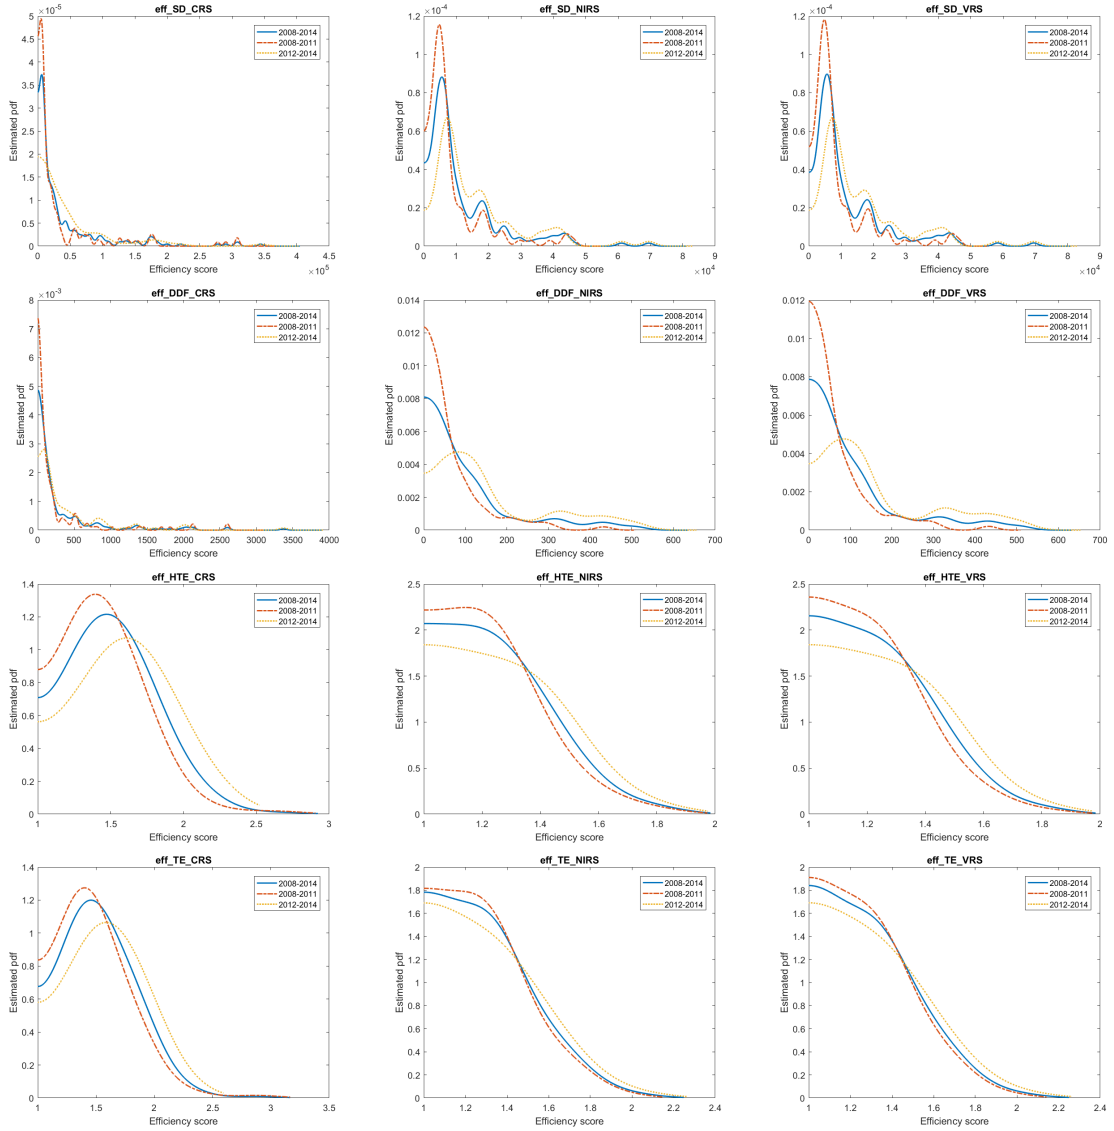 eff_SD_CRS
×10⁻⁵
5
4.5
4
3.5
3
2.5
2
1.5
1
0.5
0
Estimated pdf
2008-2014
2008-2011
2012-2014
0 0.5 1 1.5 2 2.5 3 3.5 4 4.5
Efficiency score
×10⁵
eff_SD_NIRS
×10⁻⁴
1.2
1
0.8
0.6
0.4
0.2
0
Estimated pdf
2008-2014
2008-2011
2012-2014
0 1 2 3 4 5 6 7 8 9
Efficiency score
×10⁴
eff_SD_VRS
×10⁻⁴
1.2
1
0.8
0.6
0.4
0.2
0
Estimated pdf
2008-2014
2008-2011
2012-2014
0 1 2 3 4 5 6 7 8 9
Efficiency score
×10⁴
eff_DDF_CRS
×10⁻³
8
7
6
5
4
3
2
1
0
Estimated pdf
2008-2014
2008-2011
2012-2014
0 500 1000 1500 2000 2500 3000 3500 4000
Efficiency score
eff_DDF_NIRS
0.014
0.012
0.01
0.008
0.006
0.004
0.002
0
Estimated pdf
2008-2014
2008-2011
2012-2014
0 100 200 300 400 500 600 700
Efficiency score
eff_DDF_VRS
0.012
0.01
0.008
0.006
0.004
0.002
0
Estimated pdf
2008-2014
2008-2011
2012-2014
0 100 200 300 400 500 600 700
Efficiency score
eff_HTE_CRS
1.4
1.2
1
0.8
0.6
0.4
0.2
0
Estimated pdf
2008-2014
2008-2011
2012-2014
1 1.5 2 2.5 3
Efficiency score
eff_HTE_NIRS
2.5
2
1.5
1
0.5
0
Estimated pdf
2008-2014
2008-2011
2012-2014
1 1.2 1.4 1.6 1.8 2
Efficiency score
eff_HTE_VRS
2.5
2
1.5
1
0.5
0
Estimated pdf
2008-2014
2008-2011
2012-2014
1 1.2 1.4 1.6 1.8 2
Efficiency score
eff_TE_CRS
1.4
1.2
1
0.8
0.6
0.4
0.2
0
Estimated pdf
2008-2014
2008-2011
2012-2014
1 1.5 2 2.5 3 3.5
Efficiency score
eff_TE_NIRS
2
1.8
1.6
1.4
1.2
1
0.8
0.6
0.4
0.2
0
Estimated pdf
2008-2014
2008-2011
2012-2014
1 1.2 1.4 1.6 1.8 2 2.2 2.4
Efficiency score
eff_TE_VRS
2
1.8
1.6
1.4
1.2
1
0.8
0.6
0.4
0.2
0
Estimated pdf
2008-2014
2008-2011
2012-2014
1 1.2 1.4 1.6 1.8 2 2.2 2.4
Efficiency score